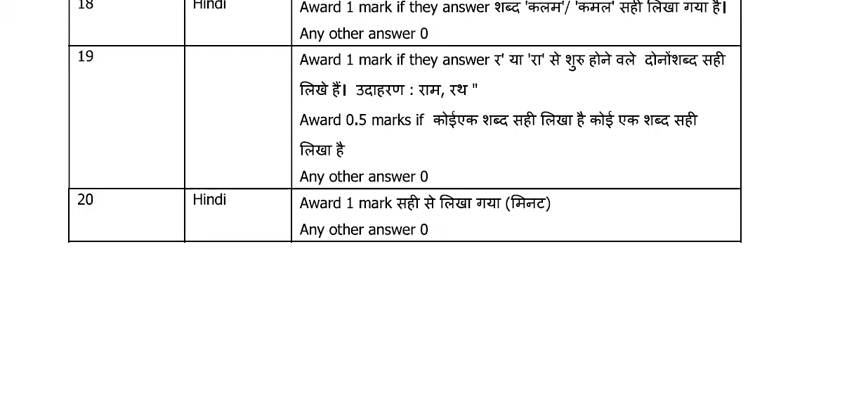 18 Hindi Award 1 mark if they answer शब्द 'कलम'/ 'कमल' सही लिखा गया है।
Any other answer 0
19 Award 1 mark if they answer र' या 'रा' से शुरु होने वले दोनोंशब्द सही
लिखे हैं। उदाहरण : राम, रथ "
Award 0.5 marks if कोईएक शब्द सही लिखा है कोई एक शब्द सही
लिखा है
Any other answer 0
20 Hindi Award 1 mark सही से लिखा गया (मिनट)
Any other answer 0